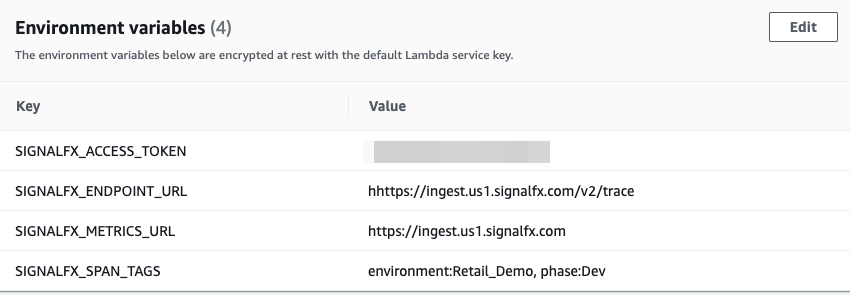 Environment variables (4)
Edit
The environment variables below are encrypted at rest with the default Lambda service key.
Key Value
SIGNALFX_ACCESS_TOKEN
SIGNALFX_ENDPOINT_URL hhttps://ingest.us1.signalfx.com/v2/trace
SIGNALFX_METRICS_URL https://ingest.us1.signalfx.com
SIGNALFX_SPAN_TAGS environment:Retail_Demo, phase:Dev